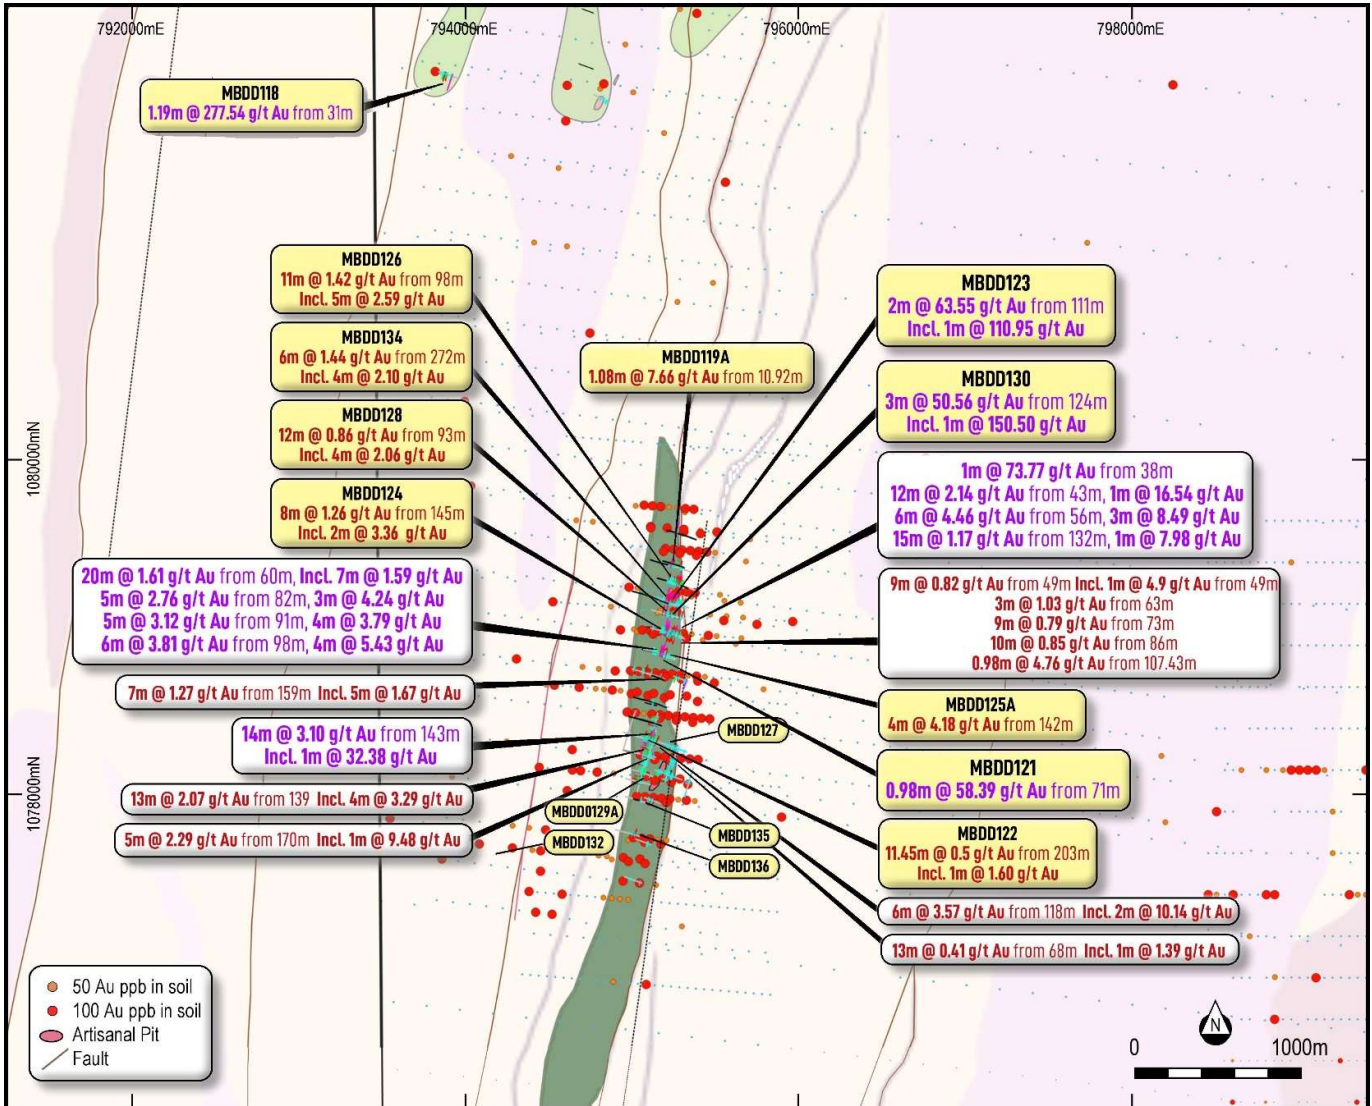 792000mE
794000mE
796000mE
798000mE
MBDD118
1.19m @ 277.54 g/t Au from 31m
MBDD126
11m @ 1.42 g/t Au from 98m
Incl. 5m @ 2.59 g/t Au
MBDD134
6m @ 1.44 g/t Au from 272m
Incl. 4m @ 2.10 g/t Au
MBDD128
12m @ 0.86 g/t Au from 93m
Incl. 4m @ 2.06 g/t Au
MBDD124
8m @ 1.26 g/t Au from 145m
Incl. 2m @ 3.36 g/t Au
20m @ 1.61 g/t Au from 60m, Incl. 7m @ 1.59 g/t Au
5m @ 2.76 g/t Au from 82m, 3m @ 4.24 g/t Au
5m @ 3.12 g/t Au from 91m, 4m @ 3.79 g/t Au
6m @ 3.81 g/t Au from 98m, 4m @ 5.43 g/t Au
7m @ 1.27 g/t Au from 159m Incl. 5m @ 1.67 g/t Au
14m @ 3.10 g/t Au from 143m
Incl. 1m @ 32.38 g/t Au
13m @ 2.07 g/t Au from 139 Incl. 4m @ 3.29 g/t Au
5m @ 2.29 g/t Au from 170m Incl. 1m @ 9.48 g/t Au
MBDD119A
1.08m @ 7.66 g/t Au from 10.92m
MBDD123
2m @ 63.55 g/t Au from 111m
Incl. 1m @ 110.95 g/t Au
MBDD130
3m @ 50.56 g/t Au from 124m
Incl. 1m @ 150.50 g/t Au
1m @ 73.77 g/t Au from 38m
12m @ 2.14 g/t Au from 43m, 1m @ 16.54 g/t Au
6m @ 4.46 g/t Au from 56m, 3m @ 8.49 g/t Au
15m @ 1.17 g/t Au from 132m, 1m @ 7.98 g/t Au
9m @ 0.82 g/t Au from 49m Incl. 1m @ 4.9 g/t Au from 49m
3m @ 1.03 g/t Au from 63m
9m @ 0.79 g/t Au from 73m
10m @ 0.85 g/t Au from 86m
0.98m @ 4.76 g/t Au from 107.43m
MBDD125A
4m @ 4.18 g/t Au from 142m
MBDD121
0.98m @ 58.39 g/t Au from 71m
MBDD122
11.45m @ 0.5 g/t Au from 203m
Incl. 1m @ 1.60 g/t Au
6m @ 3.57 g/t Au from 118m Incl. 2m @ 10.14 g/t Au
13m @ 0.41 g/t Au from 68m Incl. 1m @ 1.39 g/t Au
MBDD127
MBDD0129A
MBDD132
MBDD135
MBDD136
1080000mN
1078000mN
50 Au ppb in soil
100 Au ppb in soil
Artisanal Pit
Fault
N
0 1000m